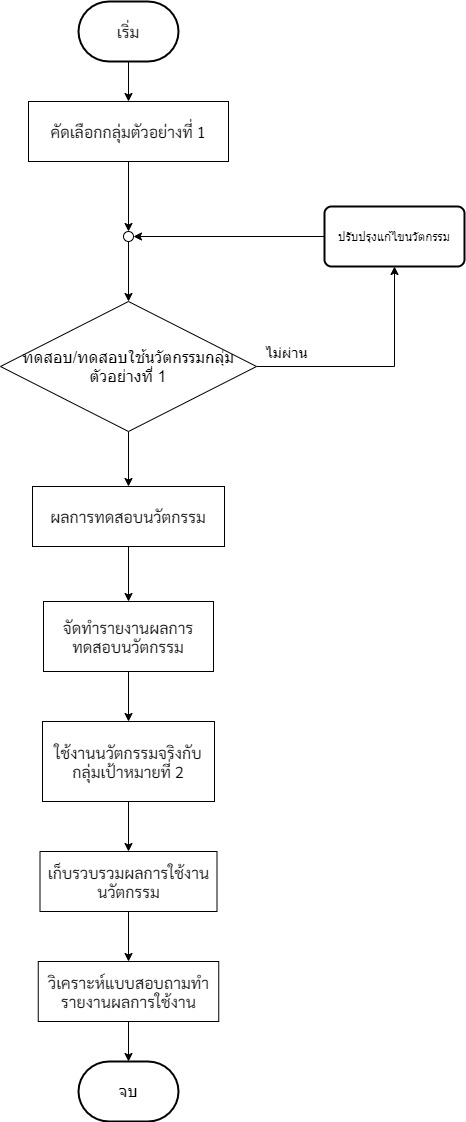 เริ่ม
คัดเลือกกลุ่มตัวอย่างที่ 1
ปรับปรุงแก้ไขนวัตกรรม
ทดสอบ/ทดสอบใช้นวัตกรรมกลุ่ม
ตัวอย่างที่ 1
ไม่ผ่าน
ผลการทดสอบนวัตกรรม
จัดทำรายงานผลการ
ทดสอบนวัตกรรม
ใช้งานนวัตกรรมจริงกับ
กลุ่มเป้าหมายที่ 2
เก็บรวบรวมผลการใช้งาน
นวัตกรรม
วิเคราะห์แบบสอบถามทำ
รายงานผลการใช้งาน
จบ